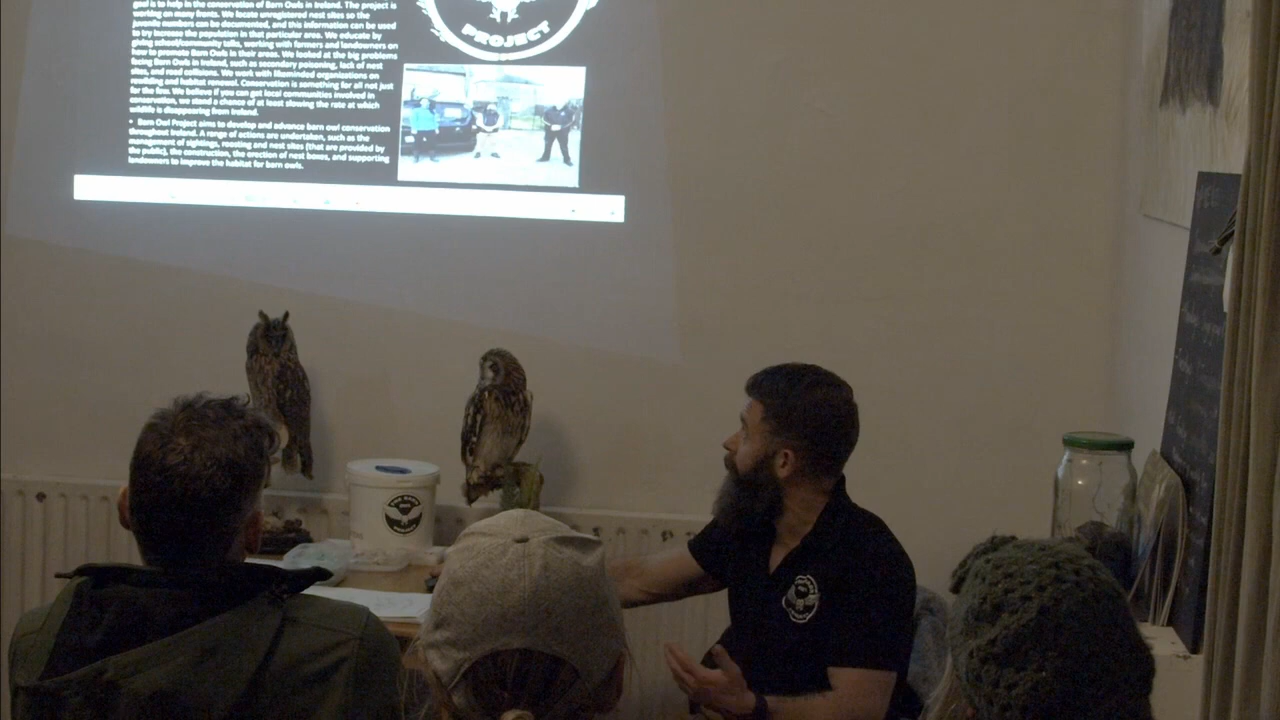 goal is to help in the conservation of Barn Owls in Ireland. The project is
working on many fronts. We locate unregistered nest sites so the
juvenile numbers can be documented, and this information can be used
to try increase the population in that particular area. We educate by
giving school/community talks, working with farmers and landowners on
how to promote Barn Owls in their areas. We looked at the big problems
facing Barn Owls in Ireland, such as secondary poisoning, lack of nest
sites, and road collisions. We work with likeminded organizations on
rewilding and habitat renewal. Conservation is something for all not just
for the few. We believe if you can get local communities involved in
conservation, we stand a chance of at least slowing the rate at which
wildlife is disappearing from Ireland.
• Barn Owl Project aims to develop and advance barn owl conservation
throughout Ireland. A range of actions are undertaken, such as the
management of sightings, roosting and nest sites (that are provided by
the public), the construction, the erection of nest boxes, and supporting
landowners to improve the habitat for barn owls.
PROJECT
THE BARN
PROJECT